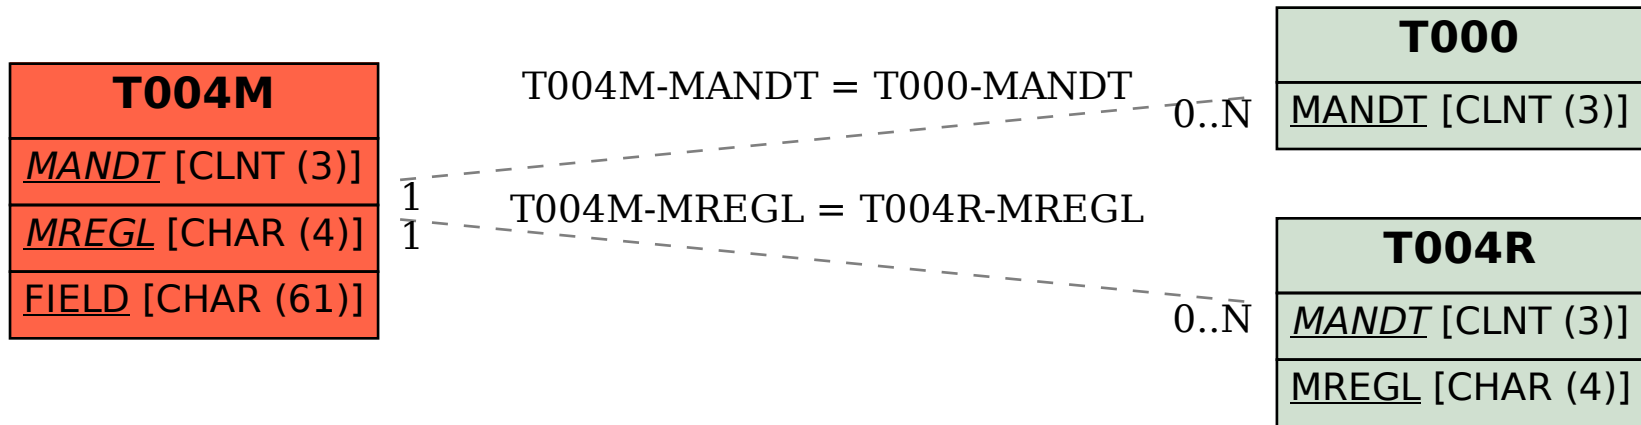 T004M
MANDT [CLNT (3)]
MREGL [CHAR (4)]
FIELD [CHAR (61)]
T004M-MANDT = T000-MANDT
0..N
1
T004M-MREGL = T004R-MREGL
1
0..N
T000
MANDT [CLNT (3)]
T004R
MANDT [CLNT (3)]
MREGL [CHAR (4)]